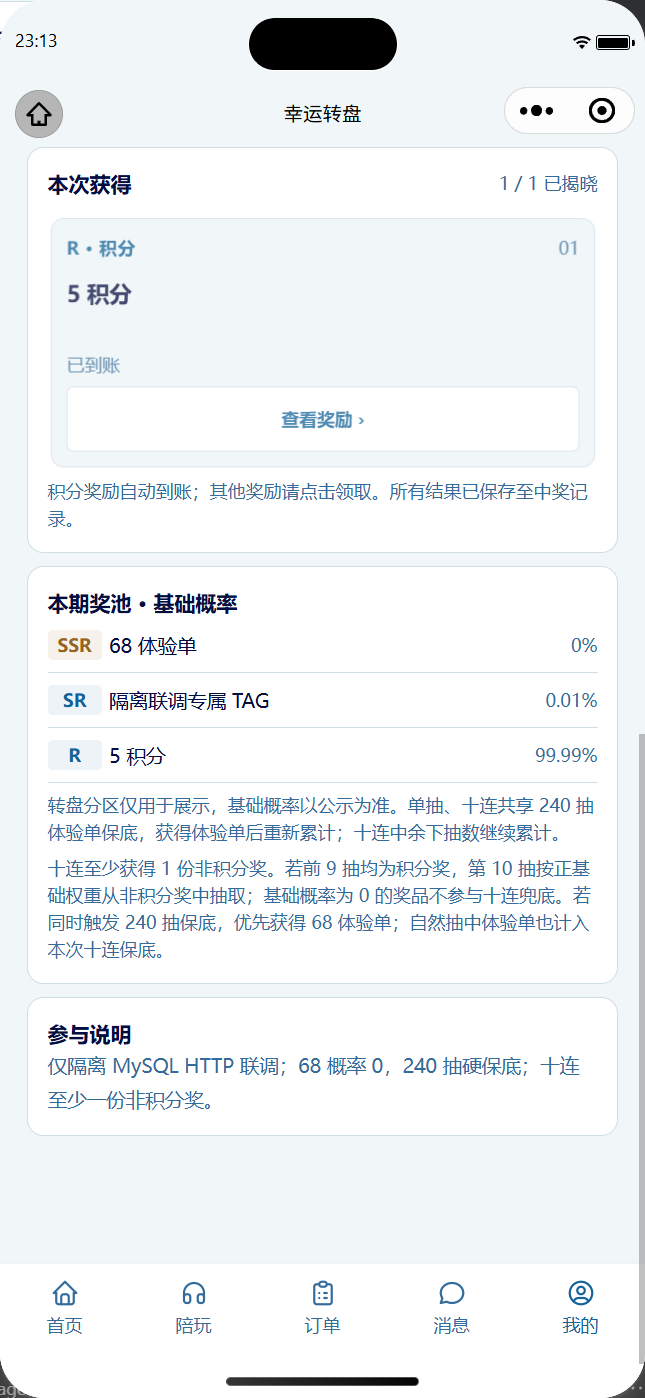 23:13
幸运转盘
本次获得
1 / 1 已揭晓
R · 积分
01
5 积分
已到账
查看奖励 ›
积分奖励自动到账；其他奖励请点击领取。所有结果已保存至中奖记
录。
本期奖池 · 基础概率
SSR 68 体验单 0%
SR 隔离联调专属 TAG 0.01%
R 5 积分 99.99%
转盘分区仅用于展示，基础概率以公示为准。单抽、十连共享 240 抽
体验单保底，获得体验单后重新累计；十连中余下抽数继续累计。
十连至少获得 1 份非积分奖。若前 9 抽均为积分奖，第 10 抽按正基
础权重从非积分奖中抽取；基础概率为 0 的奖品不参与十连兜底。若
同时触发 240 抽保底，优先获得 68 体验单；自然抽中体验单也计入
本次十连保底。
参与说明
仅隔离 MySQL HTTP 联调；68 概率 0，240 抽硬保底；十连
至少一份非积分奖。
首页
陪玩
订单
消息
我的